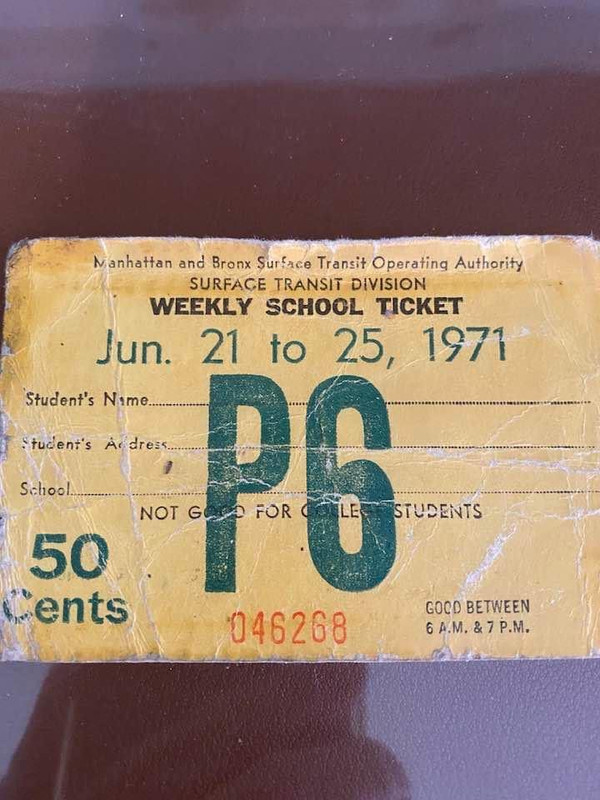 Manhattan and Bronx Surface Transit Operating Authority
SURFACE TRANSIT DIVISION
WEEKLY SCHOOL TICKET
Jun. 21 to 25, 1971
Student's Name
Student's Address
School
P6
NOT GOOD FOR COLLEGE STUDENTS
50
Cents
046268
GOOD BETWEEN
6 A.M. & 7 P.M.